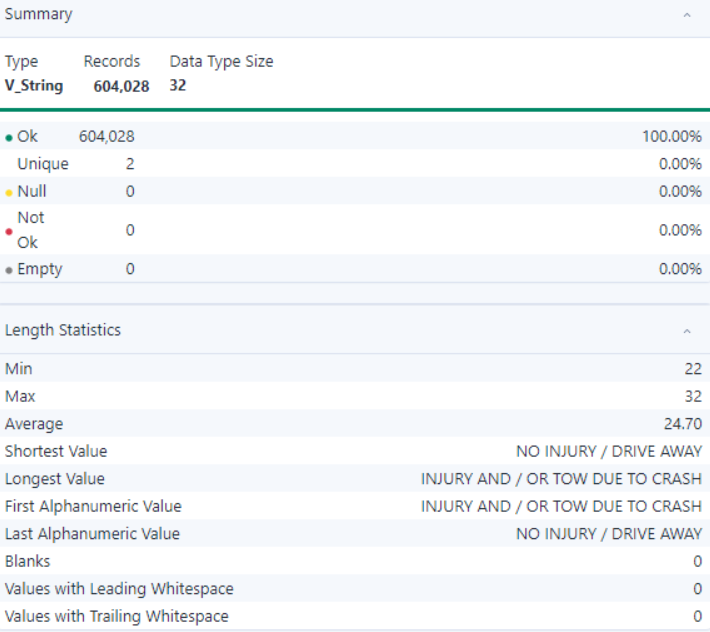 Summary
Type Records Data Type Size
V_String 604,028 32
Ok 604,028 100.00%
Unique 2 0.00%
Null 0 0.00%
Not
Ok 0 0.00%
Empty 0 0.00%
Length Statistics
Min 22
Max 32
Average 24.70
Shortest Value NO INJURY / DRIVE AWAY
Longest Value INJURY AND / OR TOW DUE TO CRASH
First Alphanumeric Value INJURY AND / OR TOW DUE TO CRASH
Last Alphanumeric Value NO INJURY / DRIVE AWAY
Blanks 0
Values with Leading Whitespace 0
Values with Trailing Whitespace 0